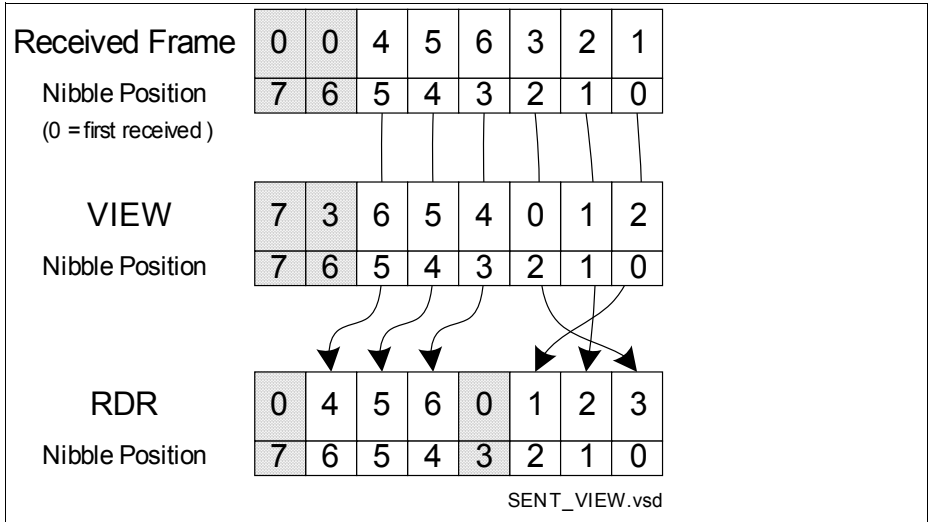 Received Frame 0 0 4 5 6 3 2 1
Nibble Position 7 6 5 4 3 2 1 0
(0 = first received )
VIEW 7 3 6 5 4 0 1 2
Nibble Position 7 6 5 4 3 2 1 0
RDR 0 4 5 6 0 1 2 3
Nibble Position 7 6 5 4 3 2 1 0
SENT_VIEW.vsd